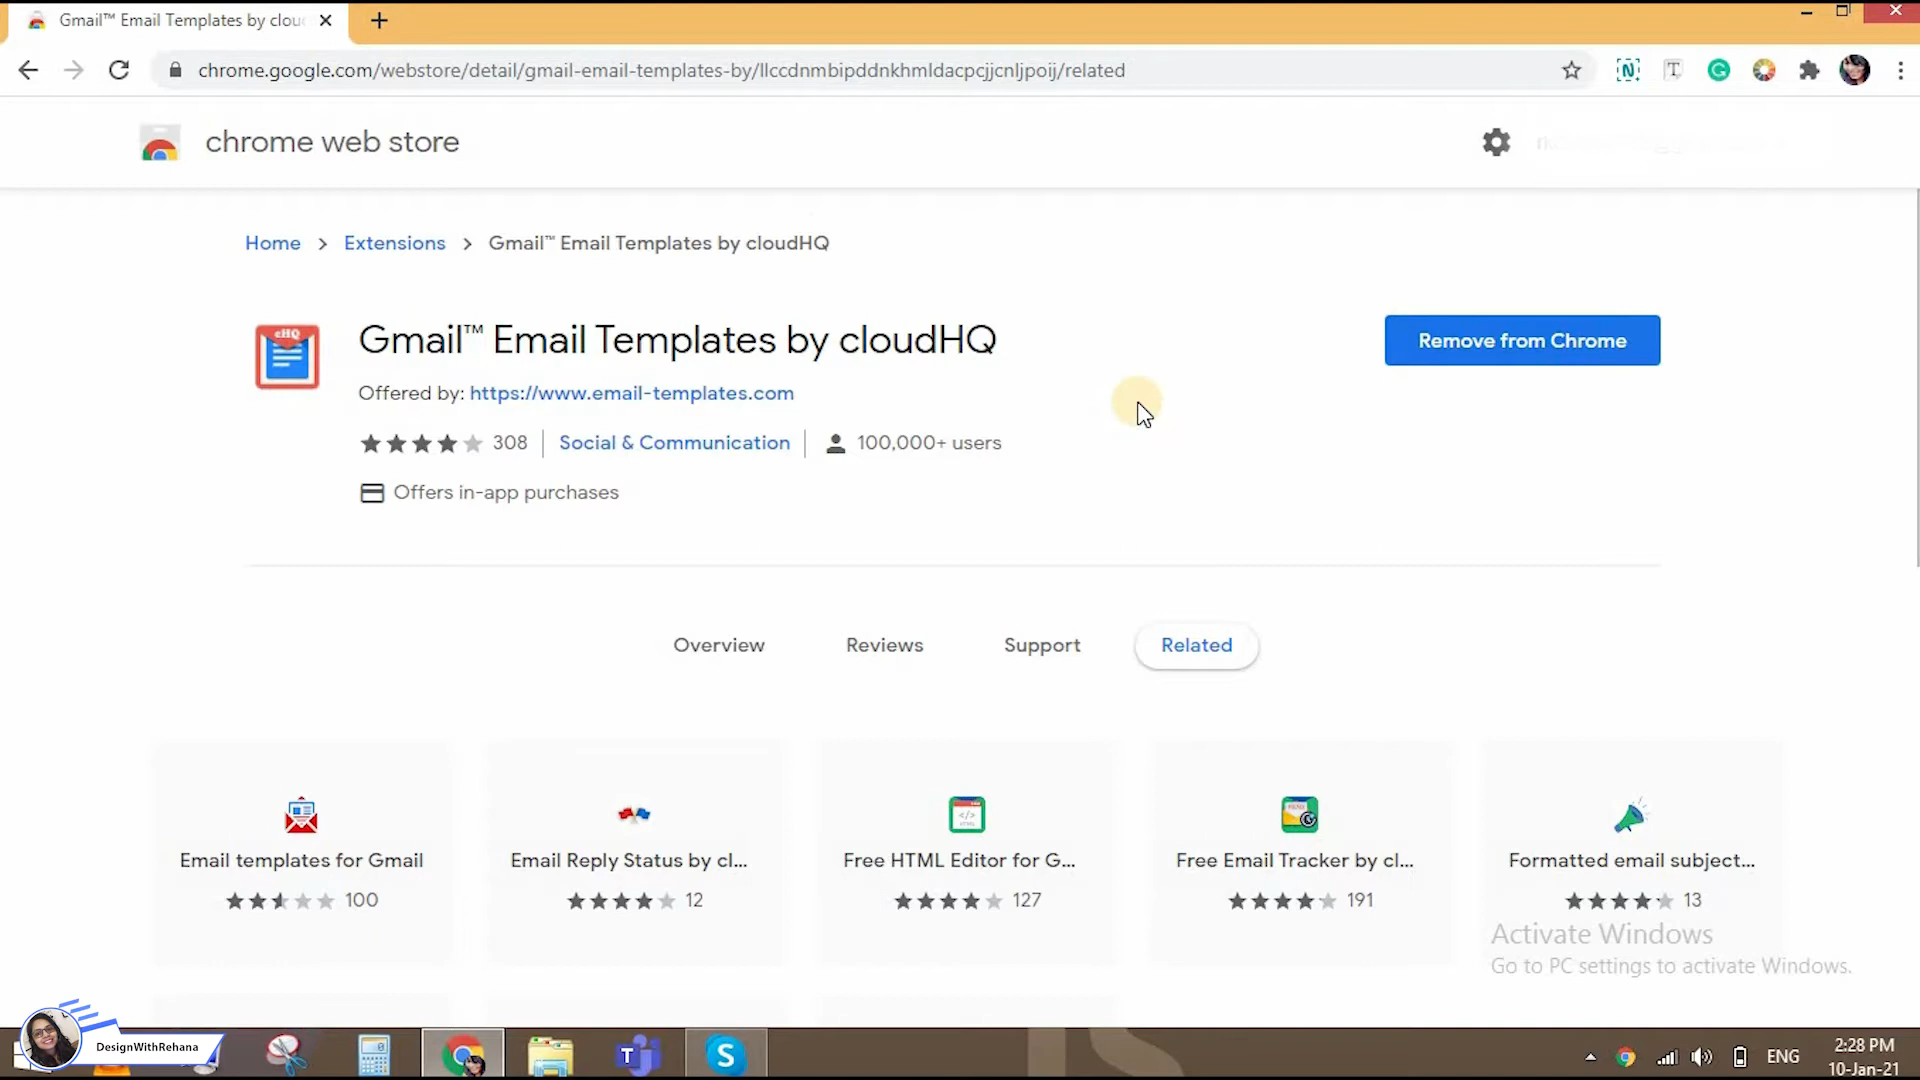 Gmail™ Email Templates by clou
chrome.google.com/webstore/detail/gmail-email-templates-by/llccdnmbipddnkhmldacpcjjcnljpoij/related
chrome web store
Home > Extensions > Gmail™ Email Templates by cloudHQ
cHQ
Gmail™ Email Templates by cloudHQ
Remove from Chrome
Offered by: https://www.email-templates.com
308
Social & Communication
100,000+ users
Offers in-app purchases
Overview
Reviews
Support
Related
Email templates for Gmail
100
Email Reply Status by cl...
12
Free HTML Editor for G...
127
Free Email Tracker by cl...
191
Formatted email subject...
13
Activate Windows
Go to PC settings to activate Windows.
DesignWithRehana
ENG
2:28 PM
10-Jan-21